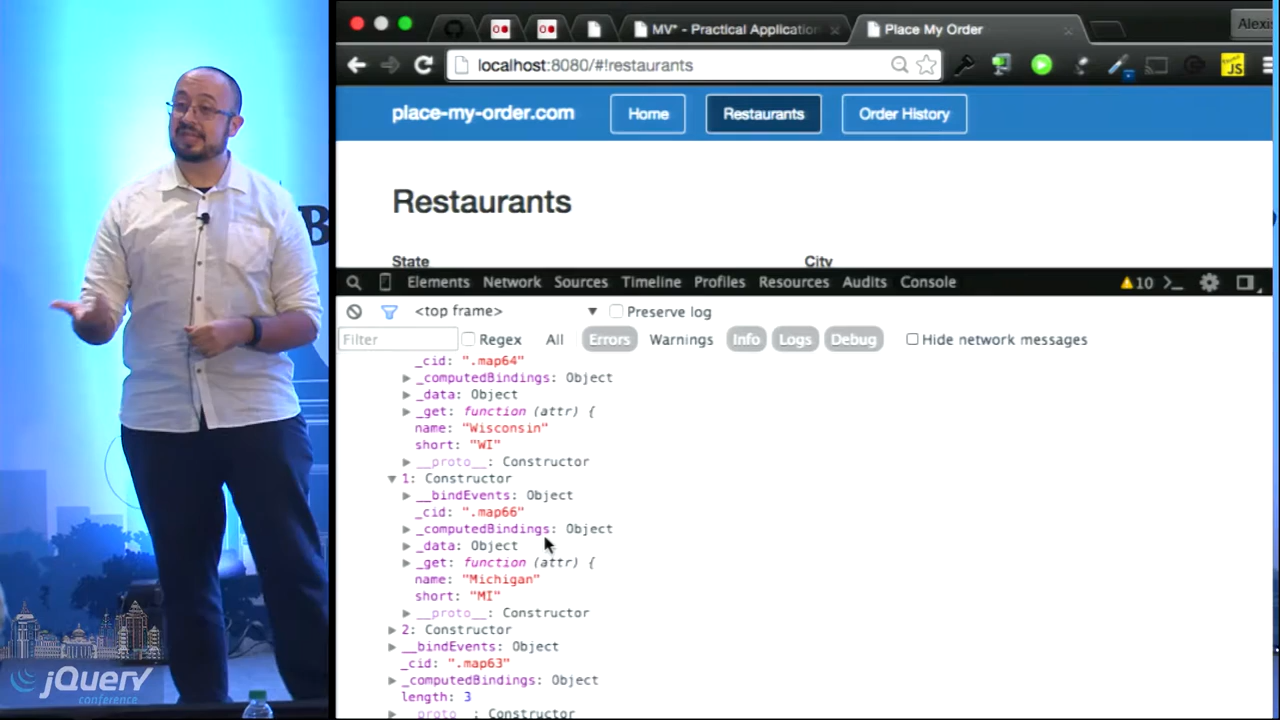 MV* - Practical Application
Place My Order
Alexis
localhost:8080/#!restaurants
JS
place-my-order.com
Home
Restaurants
Order History
Restaurants
State
City
Elements Network Sources Timeline Profiles Resources Audits Console
10
<top frame>
Preserve log
Filter
Regex
All
Errors
Warnings
Info
Logs
Debug
Hide network messages
_cid: ".map64"
_computedBindings: Object
_data: Object
_get: function (attr) {
name: "Wisconsin"
short: "WI"
__proto__: Constructor
1: Constructor
__bindEvents: Object
_cid: ".map66"
_computedBindings: Object
_data: Object
_get: function (attr) {
name: "Michigan"
short: "MI"
__proto__: Constructor
2: Constructor
__bindEvents: Object
_cid: ".map63"
_computedBindings: Object
length: 3
__proto__: Constructor
B
jQuery
conference